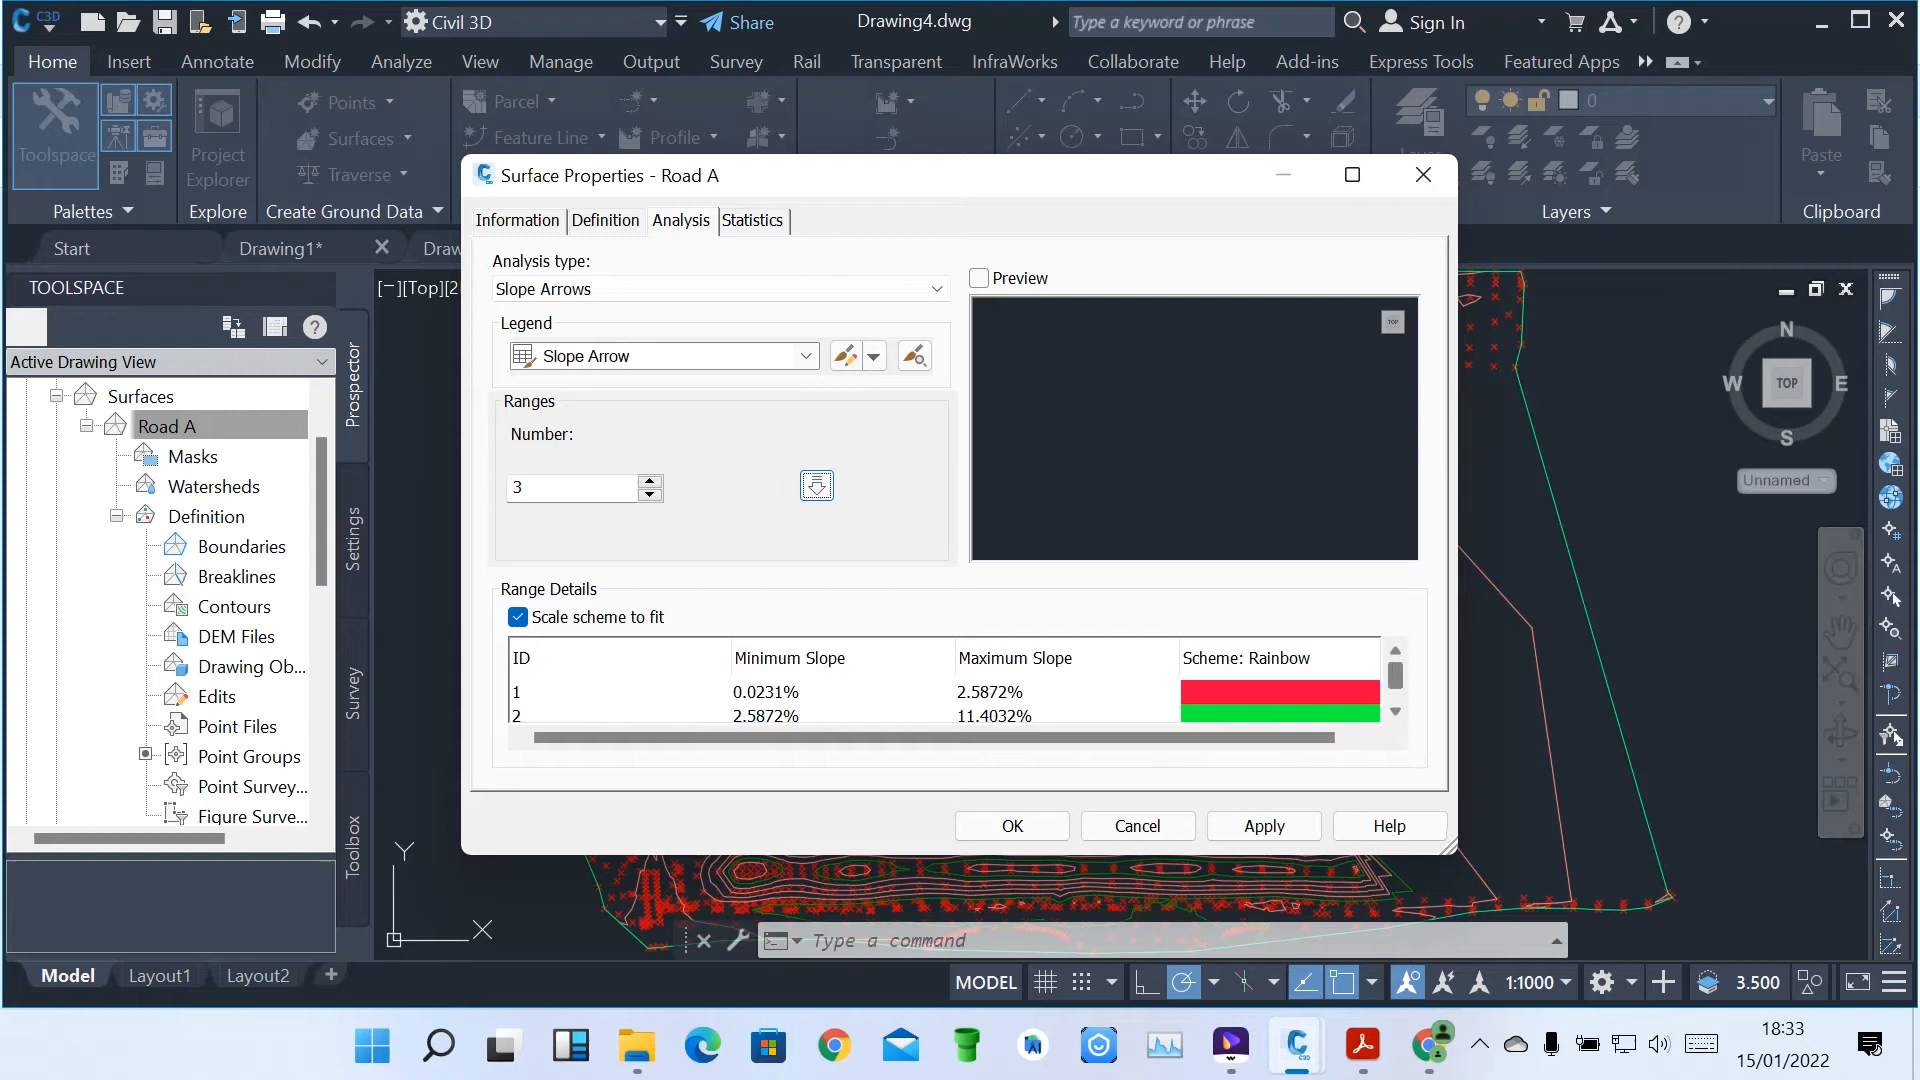 C3D
Civil 3D
Share
Drawing4.dwg
Type a keyword or phrase
Sign In
Home Insert Annotate Modify Analyze View Manage Output Survey Rail Transparent InfraWorks Collaborate Help Add-ins Express Tools Featured Apps
Points
Parcel
0
Toolspace
Project
Explorer
Surfaces
Feature Line
Profile
Traverse
Paste
Palettes
Explore
Create Ground Data
Layers
Clipboard
Start
Drawing1*
Draw
TOOLSPACE
[−][Top][2
Active Drawing View
Surfaces
Road A
Masks
Watersheds
Definition
Boundaries
Breaklines
Contours
DEM Files
Drawing Ob...
Edits
Point Files
Point Groups
Point Survey...
Figure Surve...
Prospector
Settings
Survey
Toolbox
Surface Properties - Road A
Information Definition Analysis Statistics
Analysis type:
Slope Arrows
Preview
TOP
Legend
Slope Arrow
Ranges
Number:
3
Range Details
Scale scheme to fit
ID Minimum Slope Maximum Slope Scheme: Rainbow
1 0.0231% 2.5872%
2 2.5872% 11.4032%
OK Cancel Apply Help
N
W TOP E
S
Unnamed
Y
X
Type a command
Model Layout1 Layout2
MODEL
1:1000
3.500
18:33
15/01/2022